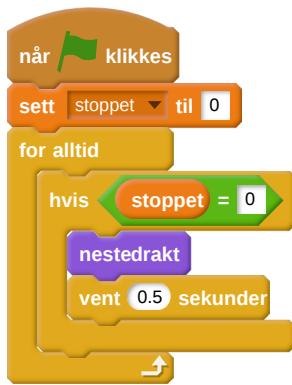 når klikkes
sett stoppet til 0
for alltid
hvis stoppet = 0
nestedrakt
vent 0.5 sekunder